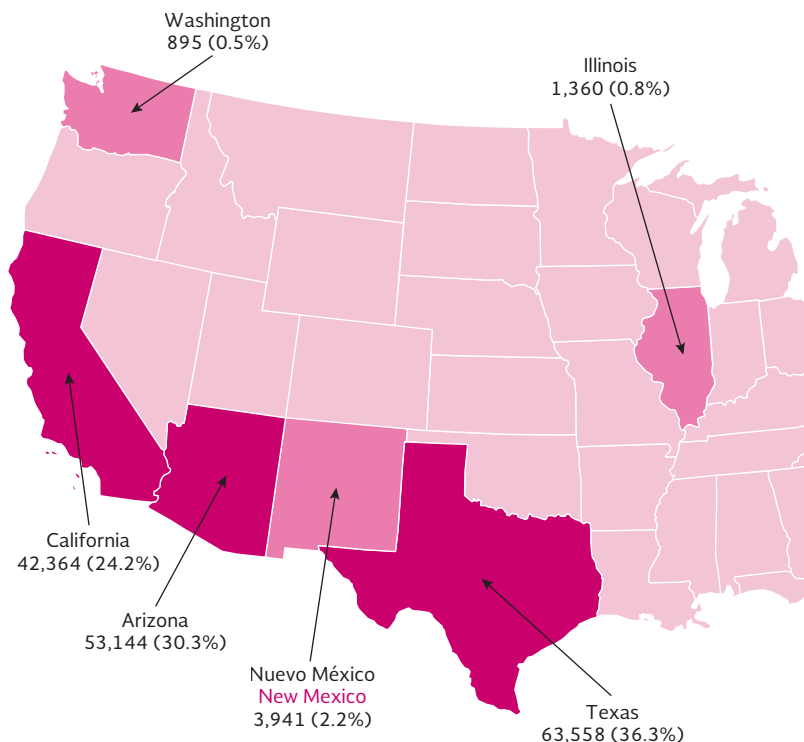 Washington
895 (0.5%)
Illinois
1,360 (0.8%)
California
42,364 (24.2%)
Arizona
53,144 (30.3%)
Nuevo México
New Mexico
3,941 (2.2%)
Texas
63,558 (36.3%)